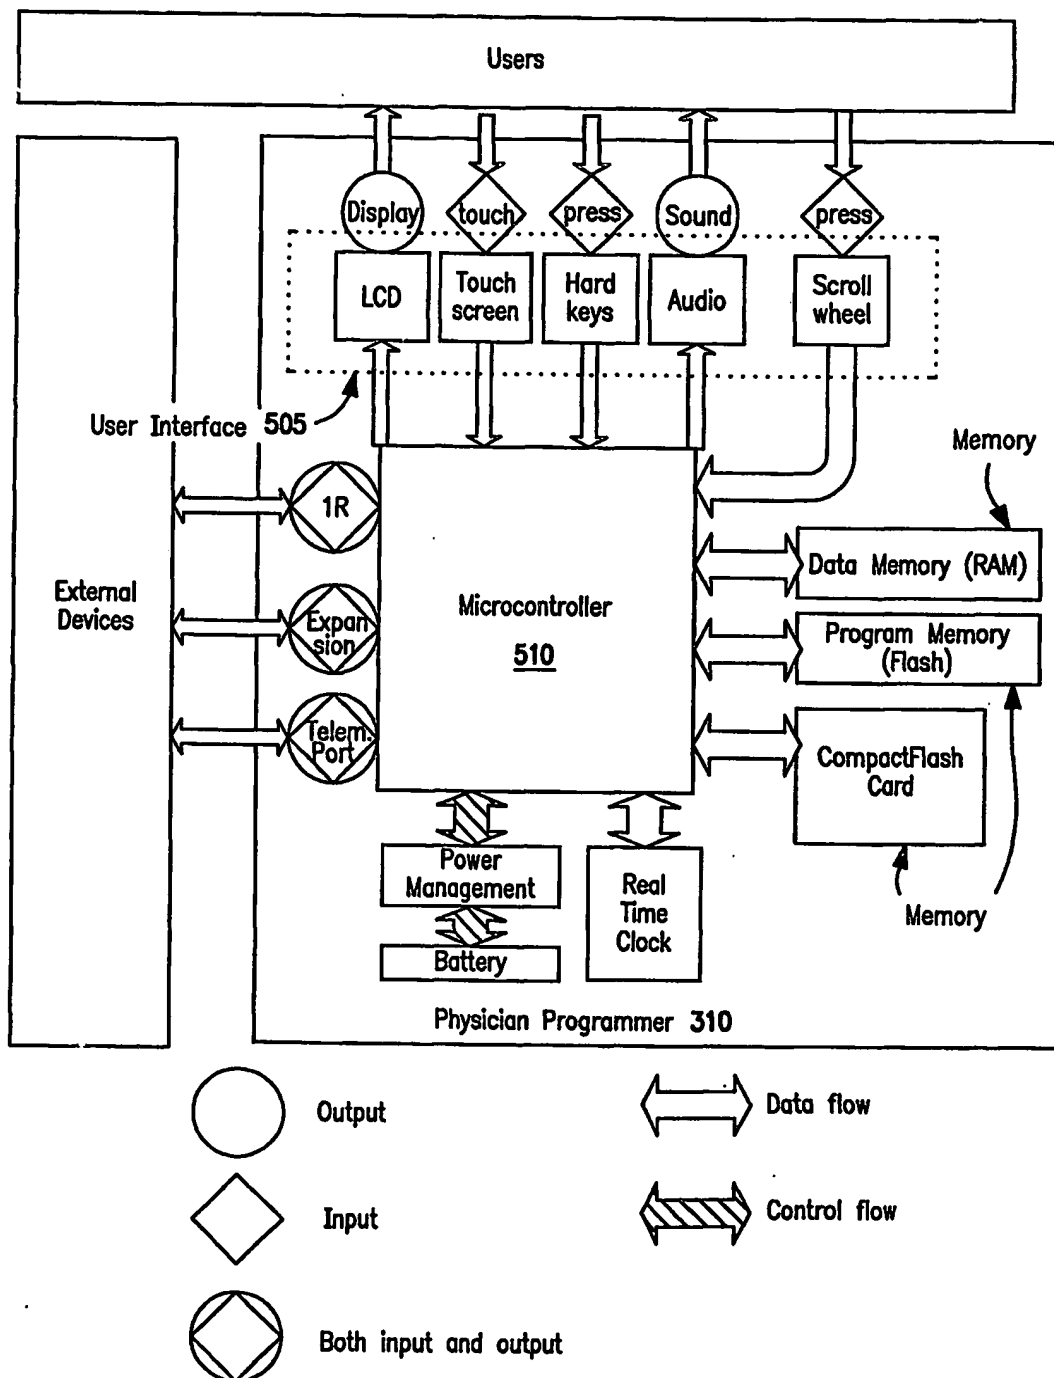 Users
Display
touch
press
Sound
press
LCD
Touch
screen
Hard
keys
Audio
Scroll
wheel
User Interface 505
Memory
1R
Data Memory (RAM)
External
Devices
Expan
sion
Microcontroller
510
Program Memory
(Flash)
Telem.
Port
CompactFlash
Card
Power
Management
Real
Time
Clock
Memory
Battery
Physician Programmer 310
Output
Data flow
Input
Control flow
Both input and output